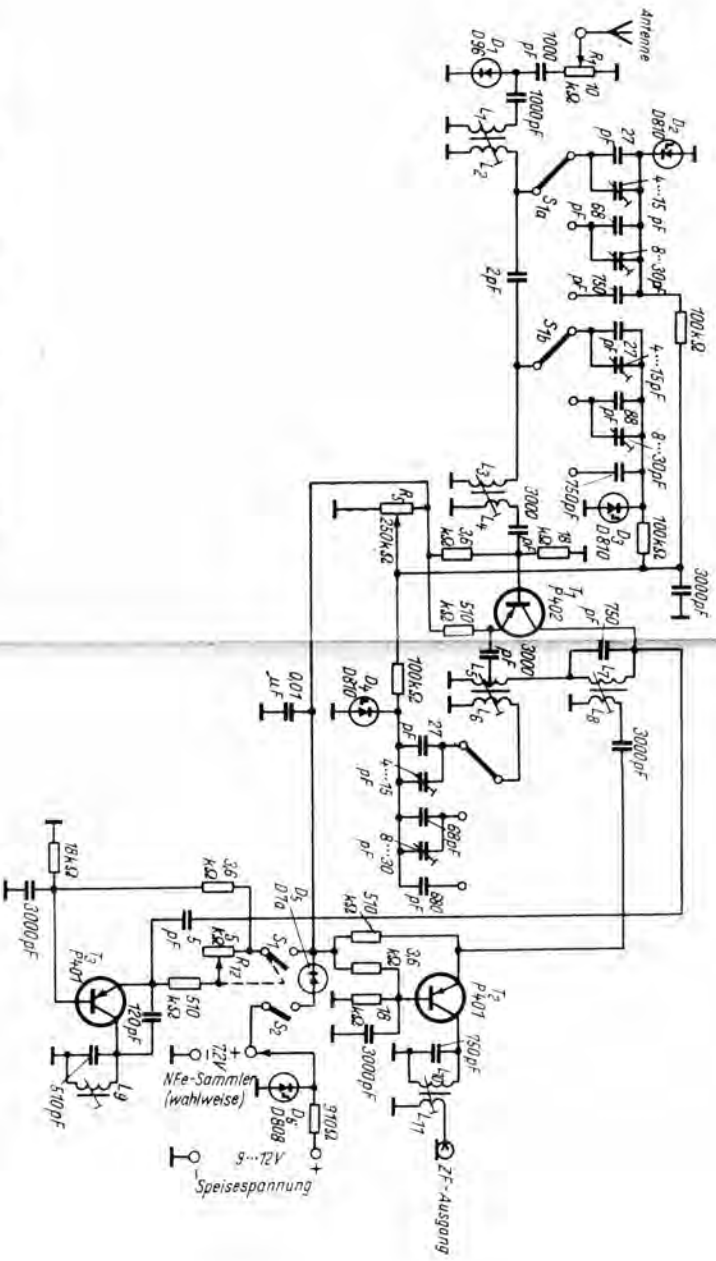 Antenne
R1
10
kΩ
1000
pF
D1
D96
1000pF
L1
L2
D2
D810
27
pF
4...15 pF
68
pF
8...30pF
750
pF
S1a
2pF
S1b
100kΩ
27
pF
4...15pF
88
pF
8...30pF
750pF
D3
D810
100kΩ
3000pF
L3
L4
3000
pF
18
kΩ
3,6
kΩ
R5
250kΩ
T1
P402
510
kΩ
3000
pF
L5
L6
750
pF
L7
L8
3000pF
100kΩ
D4
D810
0,01
µF
27
pF
4...15
pF
68pF
8...30
pF
680
pF
510
kΩ
3,6
kΩ
18
kΩ
3000pF
T2
P401
750pF
L10
L11
ZF-Ausgang
D5
D7a
S1
S2
R12
5
kΩ
3,6
kΩ
18kΩ
3000pF
5
pF
510
kΩ
T3
P401
120pF
510pF
L9
+
7,2V
–
NFe-Sammler
(wahlweise)
D6
D808
910Ω
+
9...12V
–
Speisespannung